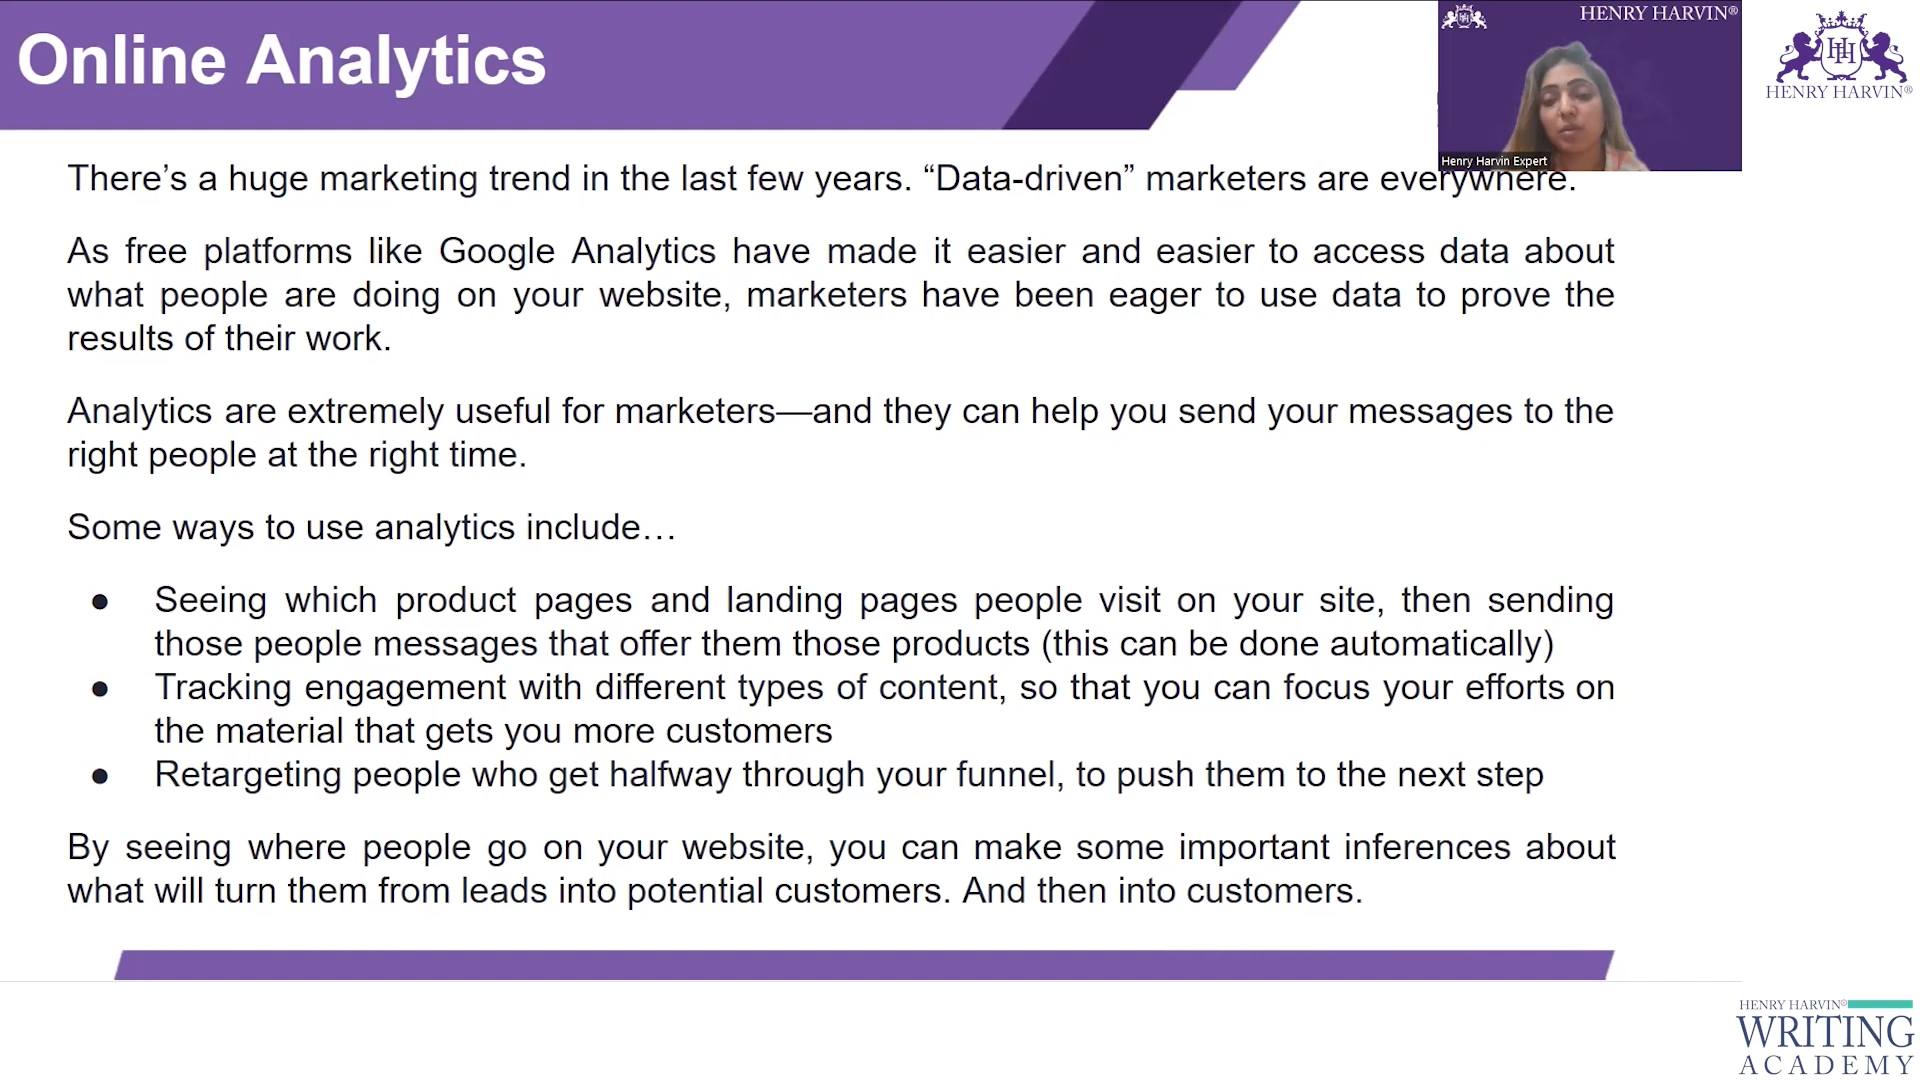 Online Analytics
HENRY HARVIN®
HENRY HARVIN®
Henry Harvin Expert
There’s a huge marketing trend in the last few years. “Data-driven” marketers are everywhere.
As free platforms like Google Analytics have made it easier and easier to access data about
what people are doing on your website, marketers have been eager to use data to prove the
results of their work.
Analytics are extremely useful for marketers—and they can help you send your messages to the
right people at the right time.
Some ways to use analytics include…
● Seeing which product pages and landing pages people visit on your site, then sending
those people messages that offer them those products (this can be done automatically)
● Tracking engagement with different types of content, so that you can focus your efforts on
the material that gets you more customers
● Retargeting people who get halfway through your funnel, to push them to the next step
By seeing where people go on your website, you can make some important inferences about
what will turn them from leads into potential customers. And then into customers.
HENRY HARVIN®
WRITING
ACADEMY